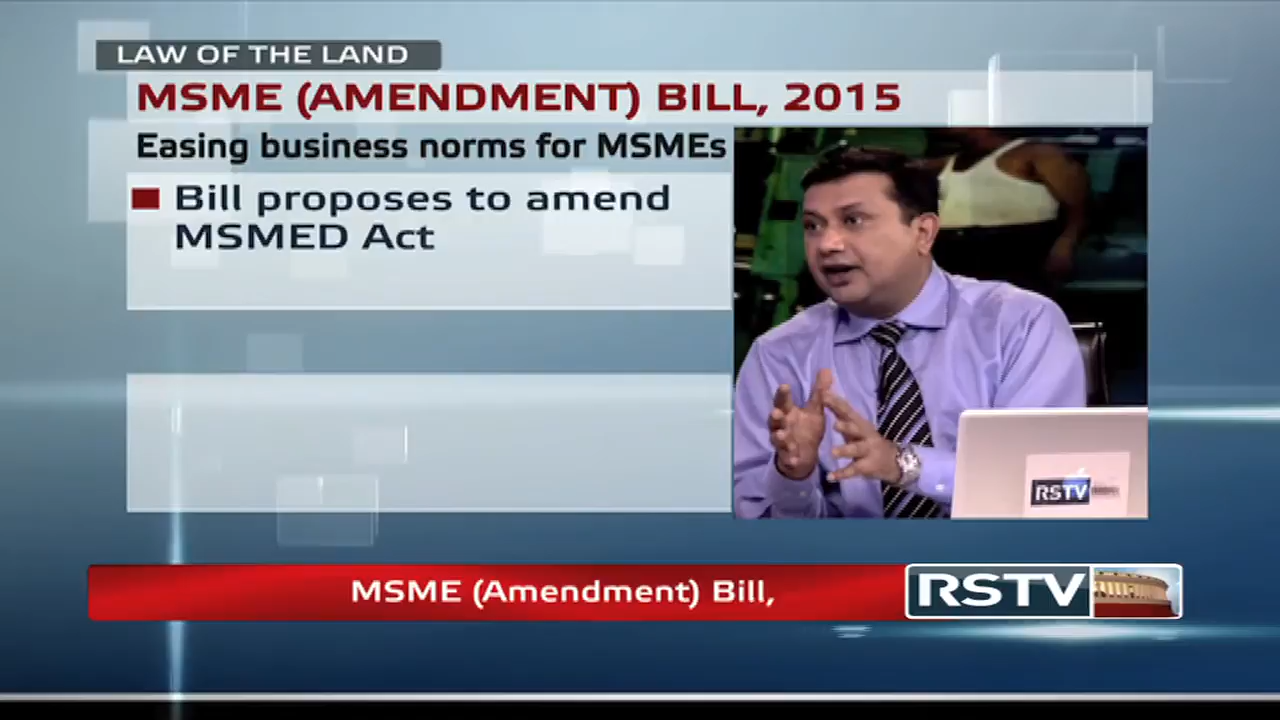 LAW OF THE LAND
MSME (AMENDMENT) BILL, 2015
Easing business norms for MSMEs
Bill proposes to amend
MSMED Act
RSTV
MSME (Amendment) Bill,
RSTV